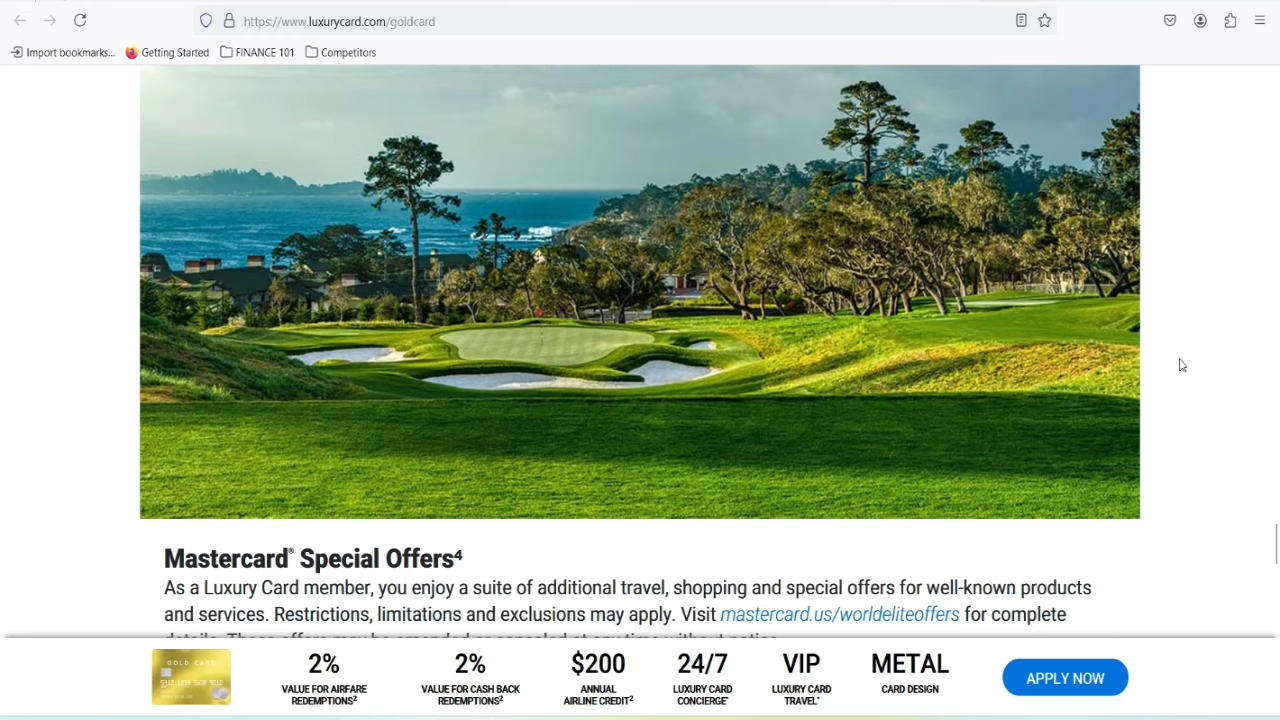 https://www.luxurycard.com/goldcard
Import bookmarks... Getting Started FINANCE 101 Competitors
Mastercard® Special Offers⁴
As a Luxury Card member, you enjoy a suite of additional travel, shopping and special offers for well-known products
and services. Restrictions, limitations and exclusions may apply. Visit mastercard.us/worldeliteoffers for complete
GOLD CARD
2%
VALUE FOR AIRFARE
REDEMPTIONS²
2%
VALUE FOR CASH BACK
REDEMPTIONS²
$200
ANNUAL
AIRLINE CREDIT²
24/7
LUXURY CARD
CONCIERGE®
VIP
LUXURY CARD
TRAVEL®
METAL
CARD DESIGN
APPLY NOW